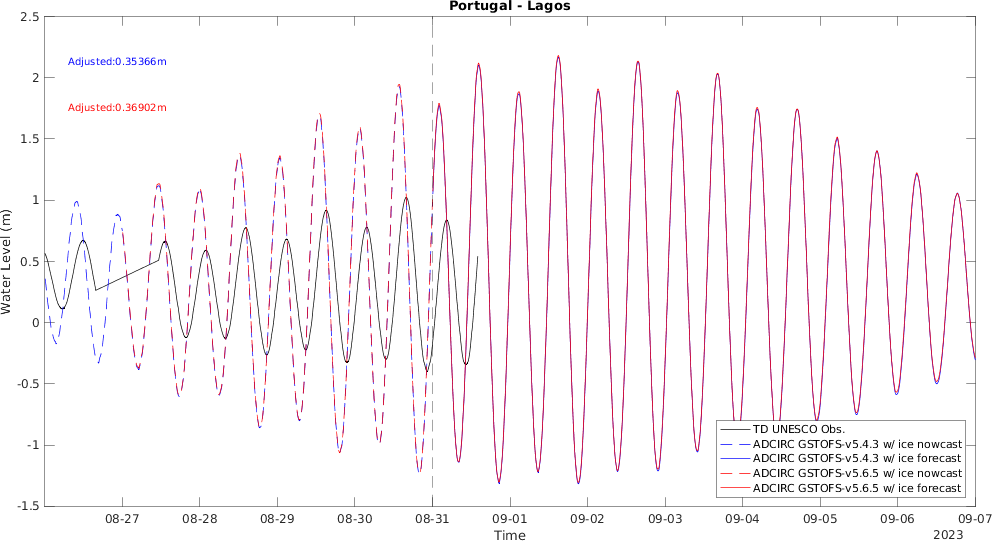 Portugal - Lagos
Adjusted:0.35366m
Adjusted:0.36902m
Water Level (m)
2.5
2
1.5
1
0.5
0
-0.5
-1
-1.5
TD UNESCO Obs.
ADCIRC GSTOFS-v5.4.3 w/ ice nowcast
ADCIRC GSTOFS-v5.4.3 w/ ice forecast
ADCIRC GSTOFS-v5.6.5 w/ ice nowcast
ADCIRC GSTOFS-v5.6.5 w/ ice forecast
08-27 08-28 08-29 08-30 08-31 09-01 09-02 09-03 09-04 09-05 09-06 09-07
Time
2023